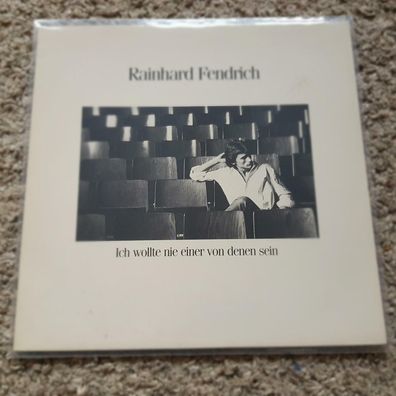 Rainhard Fendrich
Ich wollte nie einer von denen sein